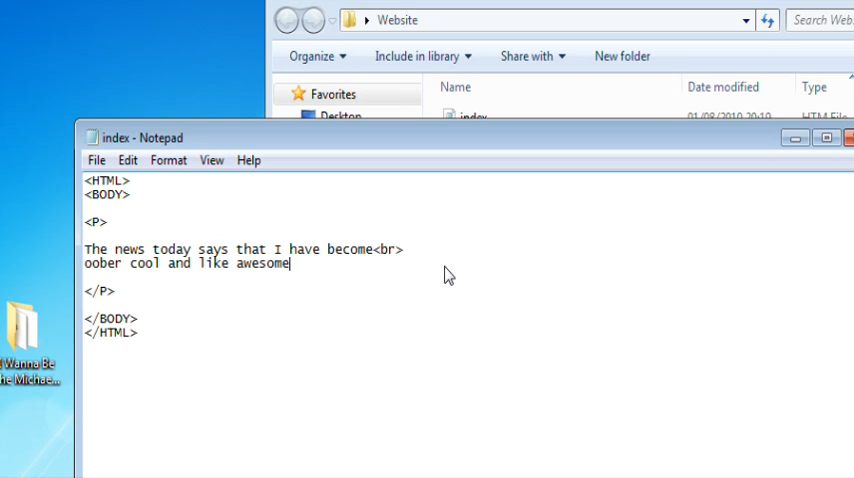 Website
Search Web
Organize
Include in library
Share with
New folder
Favorites
Name
Date modified
Type
Desktop
index
01/08/2010 20:19
HTM File
index - Notepad
File Edit Format View Help
<HTML>
<BODY>
<P>
The news today says that I have become<br>
oober cool and like awesome
</P>
</BODY>
</HTML>
Wanna Be
he Michae...